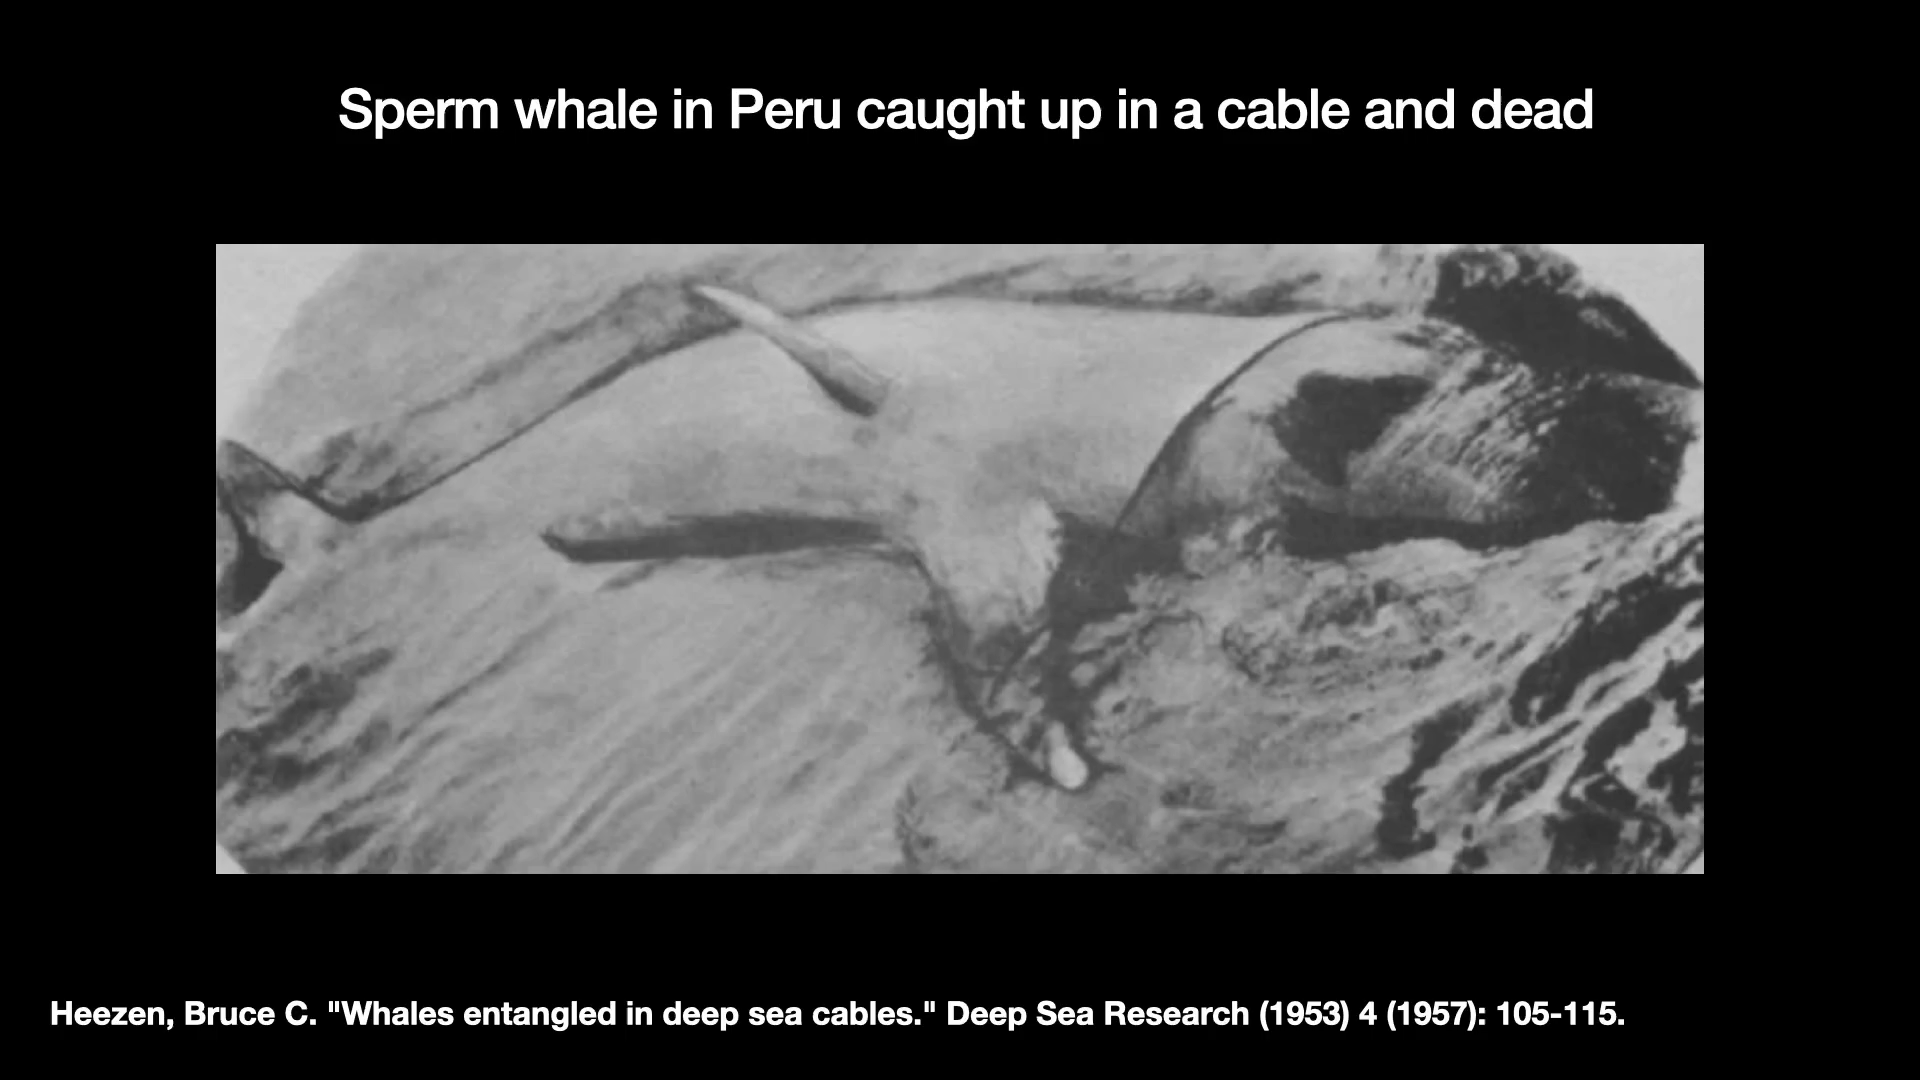 Sperm whale in Peru caught up in a cable and dead
Heezen, Bruce C. "Whales entangled in deep sea cables." Deep Sea Research (1953) 4 (1957): 105-115.